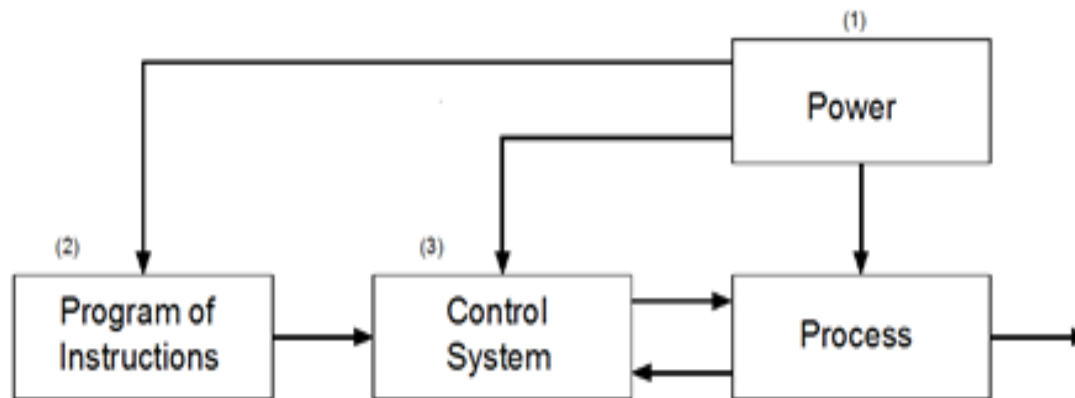 (1)
Power
(2)
(3)
Program of
Instructions
Control
System
Process